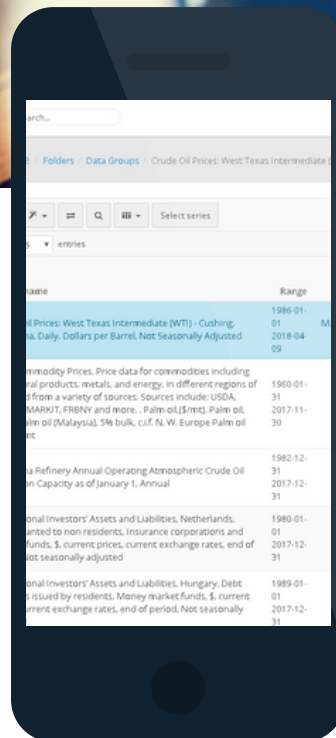 arch...
/ Folders / Data Groups / Crude Oil Prices: West Texas Intermediate
entries Select series
ame Range
il Prices: West Texas Intermediate (WTI) - Cushing, 1986-01-01
a, Daily, Dollars per Barrel, Not Seasonally Adjusted 2018-04-09
mmodity Prices. Price data for commodities including
ral products, metals, and energy, in different regions of 1960-01-31
d from a variety of sources. Sources include: USDA,
MARKIT, FRBNY and more. . Palm oil,($/mt). Palm oil, 2017-11-30
alm oil (Malaysia), 5% bulk, c.i.f. N. W. Europe Palm oil
nt
a Refinery Annual Operating Atmospheric Crude Oil 1982-12-31
on Capacity as of January 1, Annual 2017-12-31
onal Investors' Assets and Liabilities, Netherlands, 1980-01-01
anted to non residents, Insurance corporations and
funds, $, current prices, current exchange rates, end of 2017-12-31
Not seasonally adjusted
onal Investors' Assets and Liabilities, Hungary, Debt 1989-01-01
s issued by residents, Money market funds, $, current
urrent exchange rates, end of period, Not seasonally 2017-12-31